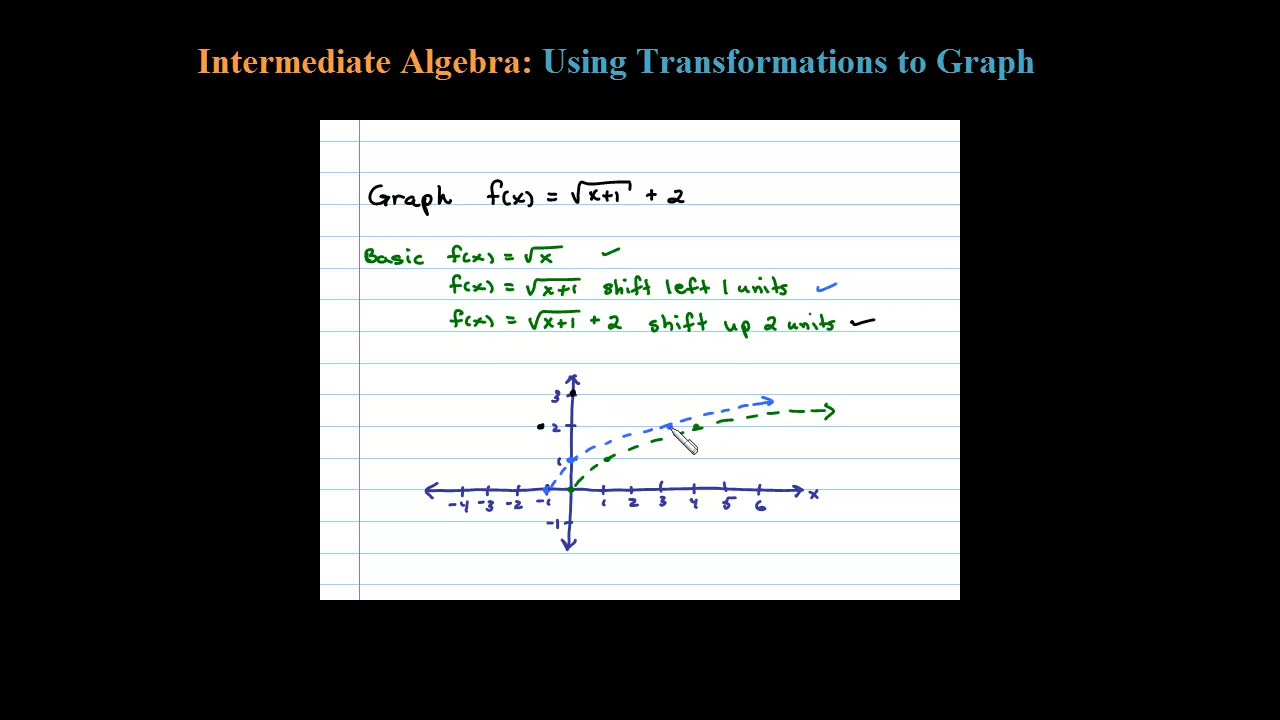 Intermediate Algebra: Using Transformations to Graph
Graph f(x) = √x+1 + 2
Basic f(x) = √x ✓
f(x) = √x+1 shift left 1 units ✓
f(x) = √x+1 + 2 shift up 2 units ✓
3
2
1
-4 -3 -2 -1 1 2 3 4 5 6 x
-1